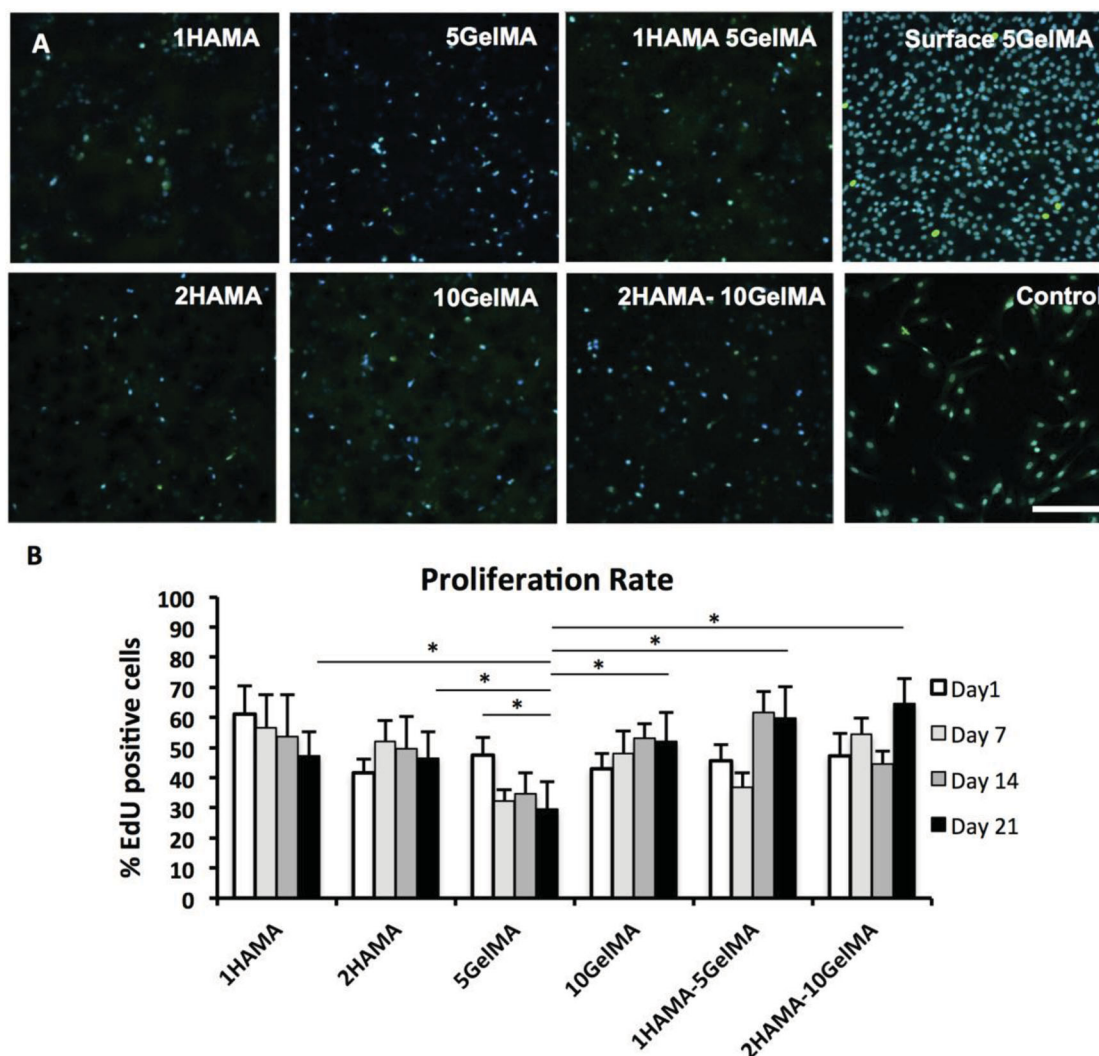 A
1HAMA
5GelMA
1HAMA 5GelMA
Surface 5GelMA
2HAMA
10GelMA
2HAMA- 10GelMA
Control
B
Proliferation Rate
% EdU positive cells
100
90
80
70
60
50
40
30
20
10
0
*
*
*
*
*
*
Day1
Day 7
Day 14
Day 21
1HAMA
2HAMA
5GelMA
10GelMA
1HAMA-5GelMA
2HAMA-10GelMA